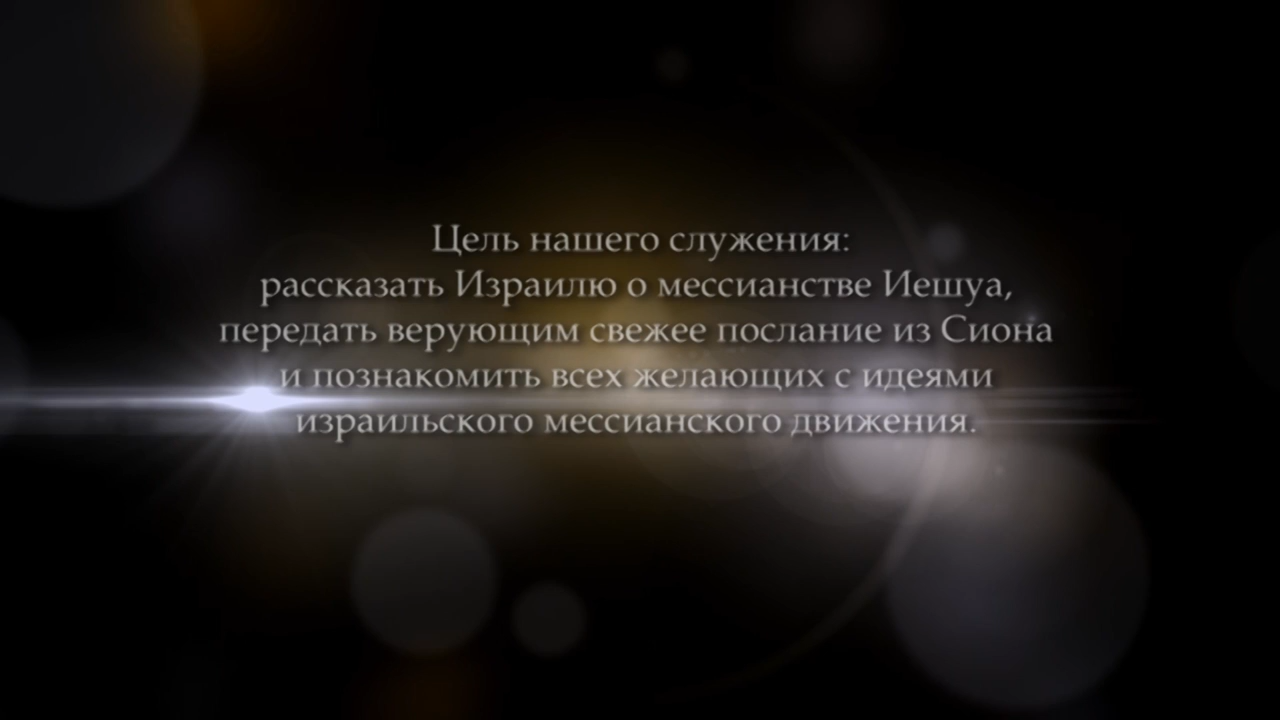 Цель нашего служения:
рассказать Израилю о мессианстве Иешуа,
передать верующим свежее послание из Сиона
и познакомить всех желающих с идеями
израильского мессианского движения.